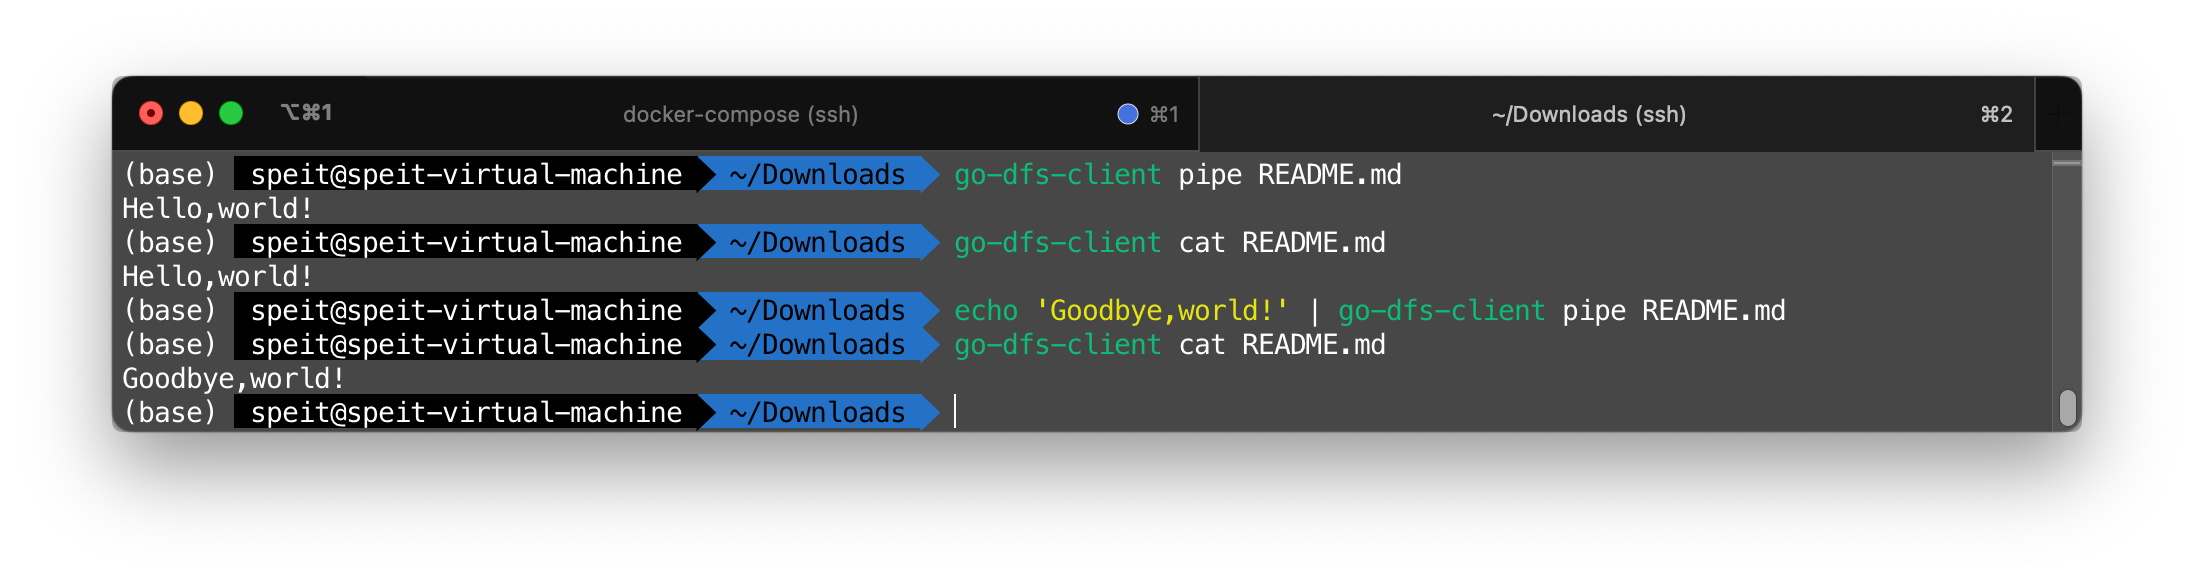 ⌥⌘1 docker-compose (ssh) ⌘1 ~/Downloads (ssh) ⌘2 +
(base) speit@speit-virtual-machine ~/Downloads go-dfs-client pipe README.md
Hello,world!
(base) speit@speit-virtual-machine ~/Downloads go-dfs-client cat README.md
Hello,world!
(base) speit@speit-virtual-machine ~/Downloads echo 'Goodbye,world!' | go-dfs-client pipe README.md
(base) speit@speit-virtual-machine ~/Downloads go-dfs-client cat README.md
Goodbye,world!
(base) speit@speit-virtual-machine ~/Downloads